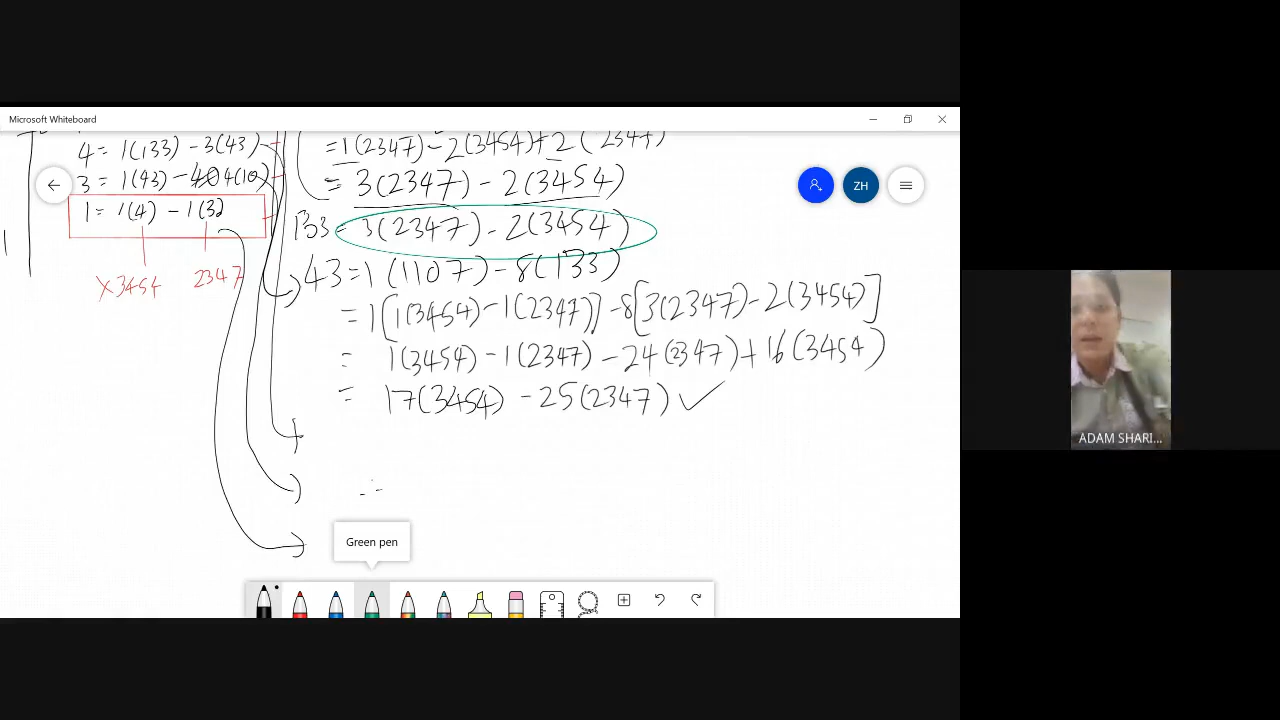 Microsoft Whiteboard
4 = 1(133) - 3(43)
3 = 1(43) - 4(10)
1 = 1(4) - 1(3)
×3454 2347
= 1(2347) - 2(3454) + 2(2347)
= 3(2347) - 2(3454)
133 = 3(2347) - 2(3454)
43 = 1(1107) - 8(133)
= 1[1(3454) - 1(2347)] - 8[3(2347) - 2(3454)]
= 1(3454) - 1(2347) - 24(2347) + 16(3454)
= 17(3454) - 25(2347) ✓
ZH
Green pen
ADAM SHARI...